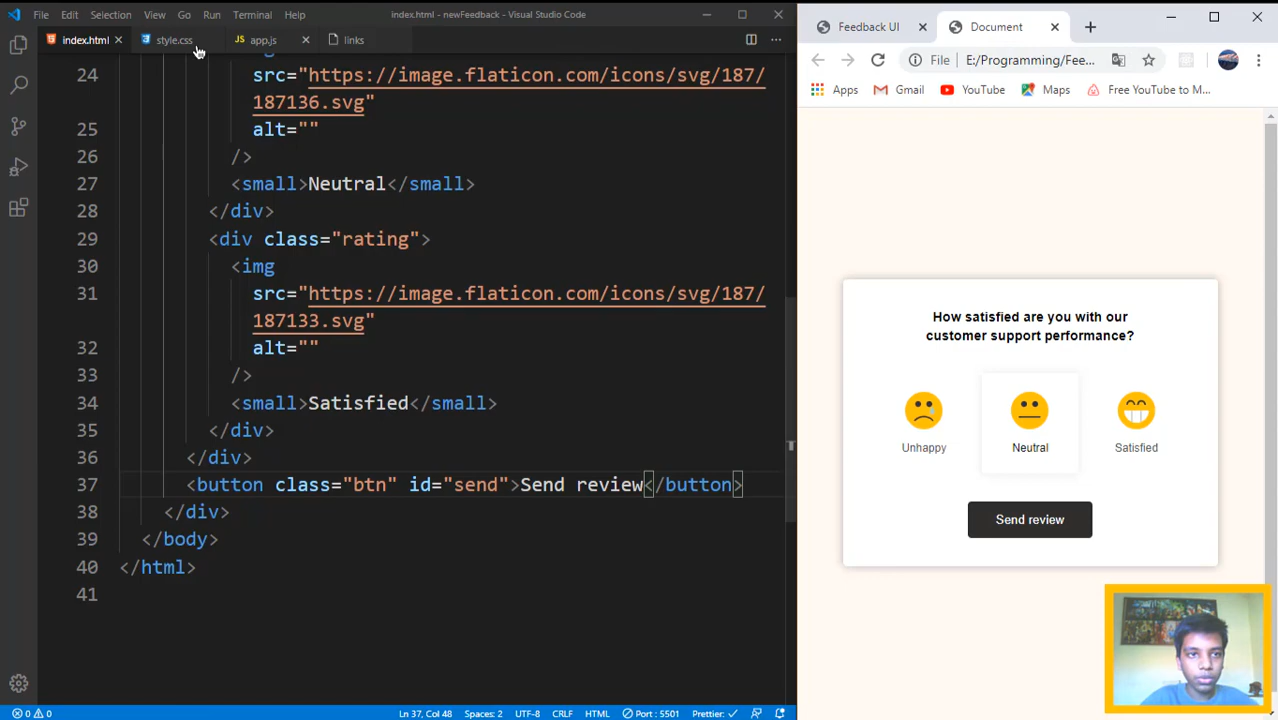 File Edit Selection View Go Run Terminal Help index.html - newFeedback - Visual Studio Code
index.html style.css JS app.js links
24 src="https://image.flaticon.com/icons/svg/187/
187136.svg"
25 alt=""
26 />
27 <small>Neutral</small>
28 </div>
29 <div class="rating">
30 <img
31 src="https://image.flaticon.com/icons/svg/187/
187133.svg"
32 alt=""
33 />
34 <small>Satisfied</small>
35 </div>
36 </div>
37 <button class="btn" id="send">Send review</button>
38 </div>
39 </body>
40 </html>
41
0 0 Ln 37, Col 48 Spaces: 2 UTF-8 CRLF HTML Port : 5501 Prettier:
Feedback UI Document
File E:/Programming/Fee...
Apps Gmail YouTube Maps Free YouTube to M...
How satisfied are you with our
customer support performance?
Unhappy Neutral Satisfied
Send review